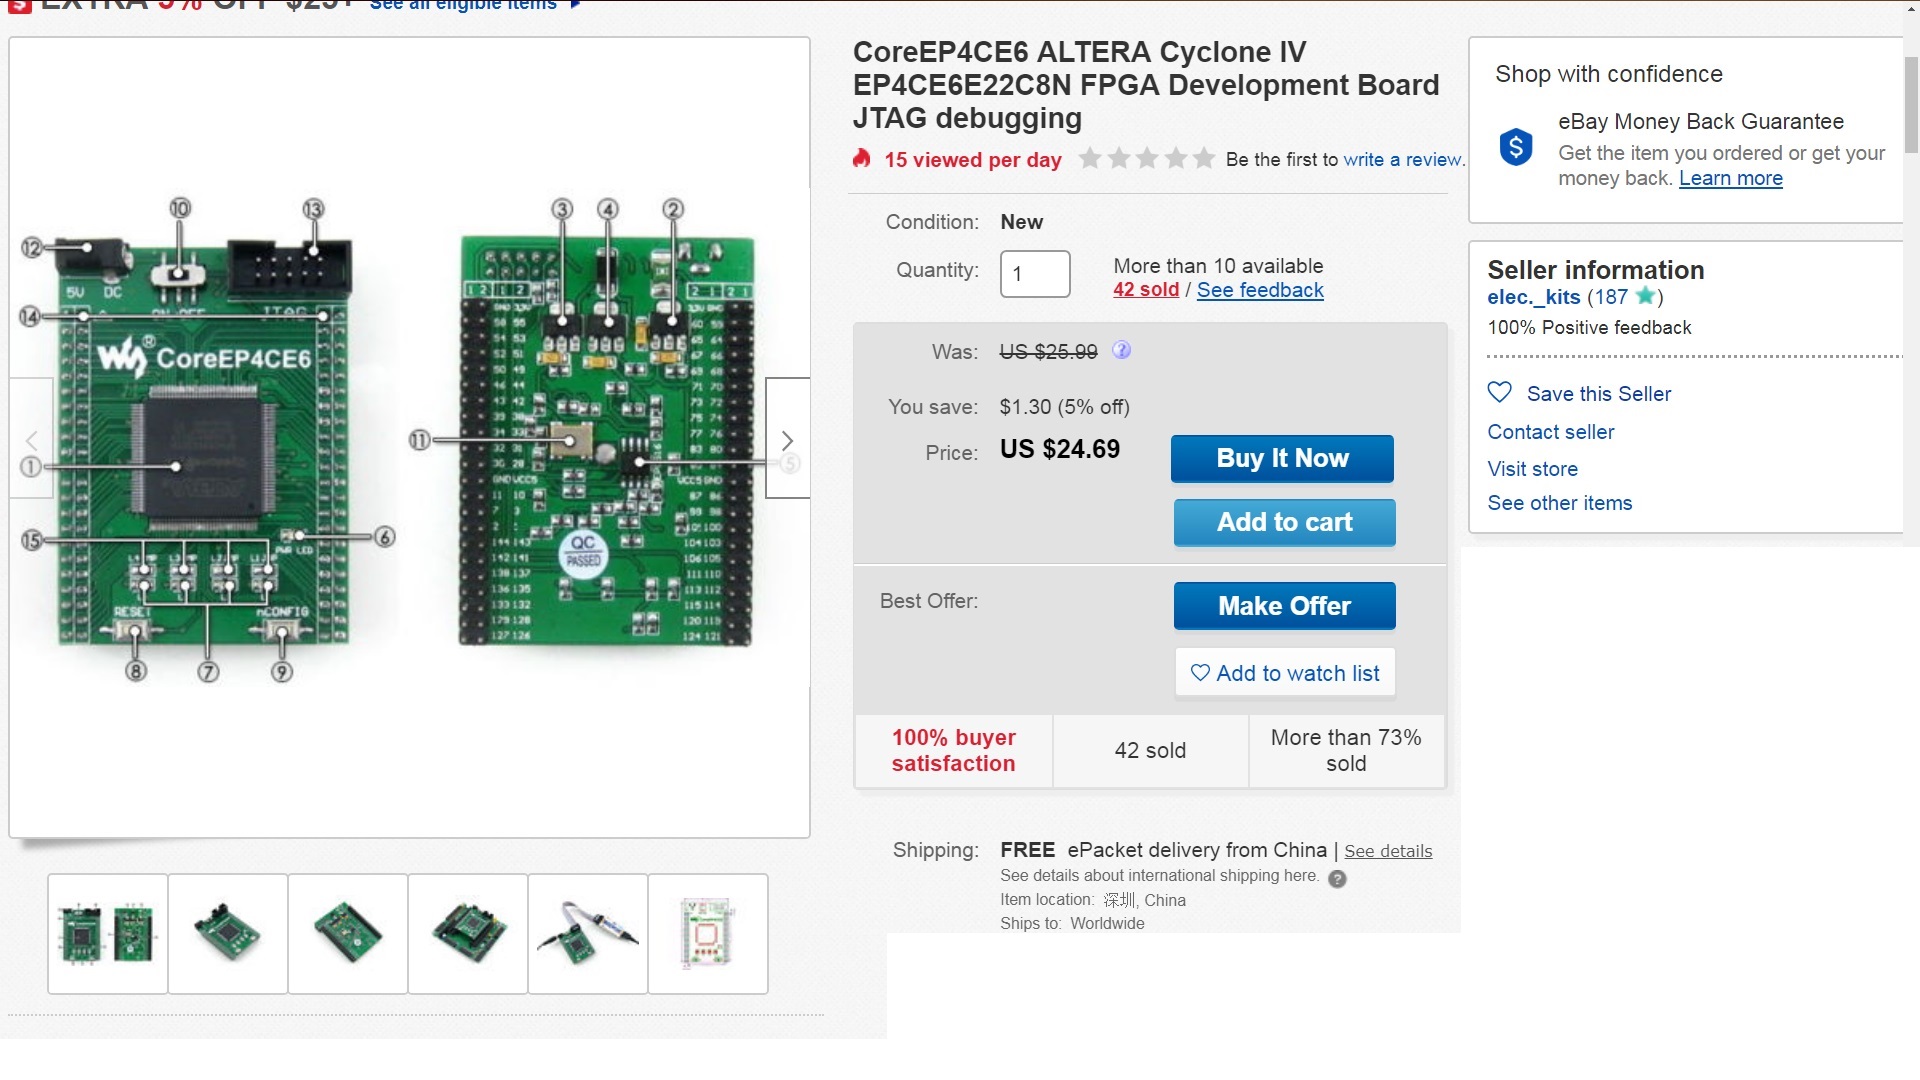 EXTRA 5% OFF $25+ See all eligible items
CoreEP4CE6 ALTERA Cyclone IV
EP4CE6E22C8N FPGA Development Board
JTAG debugging
15 viewed per day
Be the first to write a review.
Condition: New
Quantity: 1
More than 10 available
42 sold / See feedback
Was: US $25.99
You save: $1.30 (5% off)
Price: US $24.69
Buy It Now
Add to cart
Best Offer:
Make Offer
Add to watch list
100% buyer
satisfaction
42 sold
More than 73%
sold
Shipping: FREE ePacket delivery from China | See details
See details about international shipping here.
Item location: 深圳, China
Ships to: Worldwide
Shop with confidence
eBay Money Back Guarantee
Get the item you ordered or get your
money back. Learn more
Seller information
elec._kits (187)
100% Positive feedback
Save this Seller
Contact seller
Visit store
See other items
10
13
12
5V DC
ON OFF
JTAG
14
CoreEP4CE6
1
15
PWR LED
6
RESET
nCONFIG
8
7
9
3
4
2
11
5
QC
PASSED